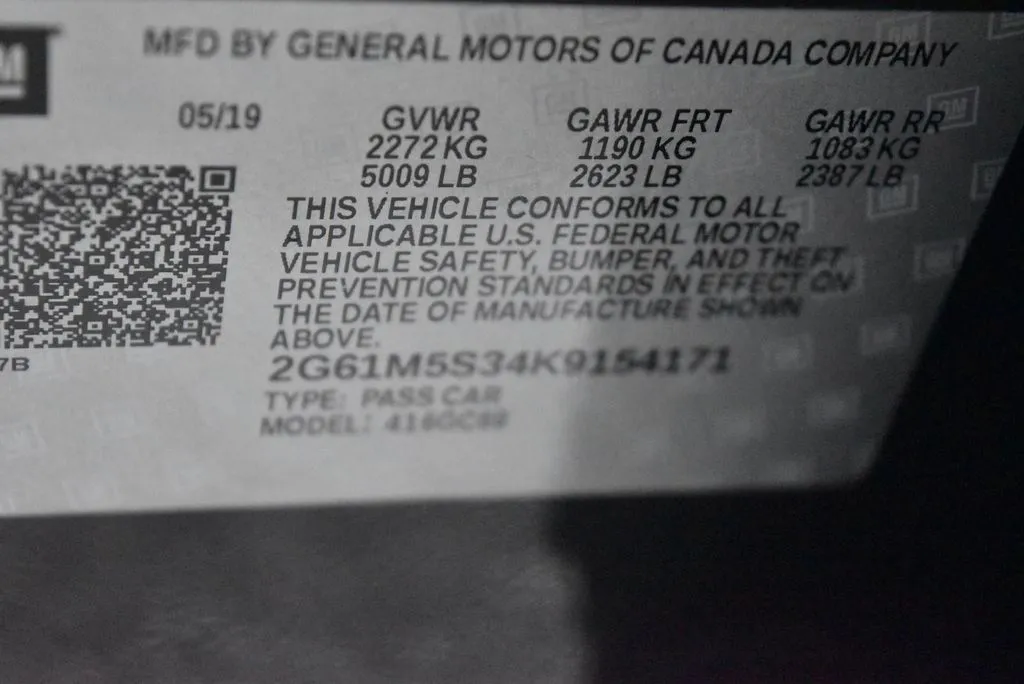 MFD BY GENERAL MOTORS OF CANADA COMPANY
05/19 GVWR GAWR FRT GAWR RR
2272 KG 1190 KG 1083 KG
5009 LB 2623 LB 2387 LB
THIS VEHICLE CONFORMS TO ALL
APPLICABLE U.S. FEDERAL MOTOR
VEHICLE SAFETY, BUMPER, AND THEFT
PREVENTION STANDARDS IN EFFECT ON
THE DATE OF MANUFACTURE SHOWN
ABOVE.
2G61M5S34K9154171
TYPE: PASS CAR
MODEL: